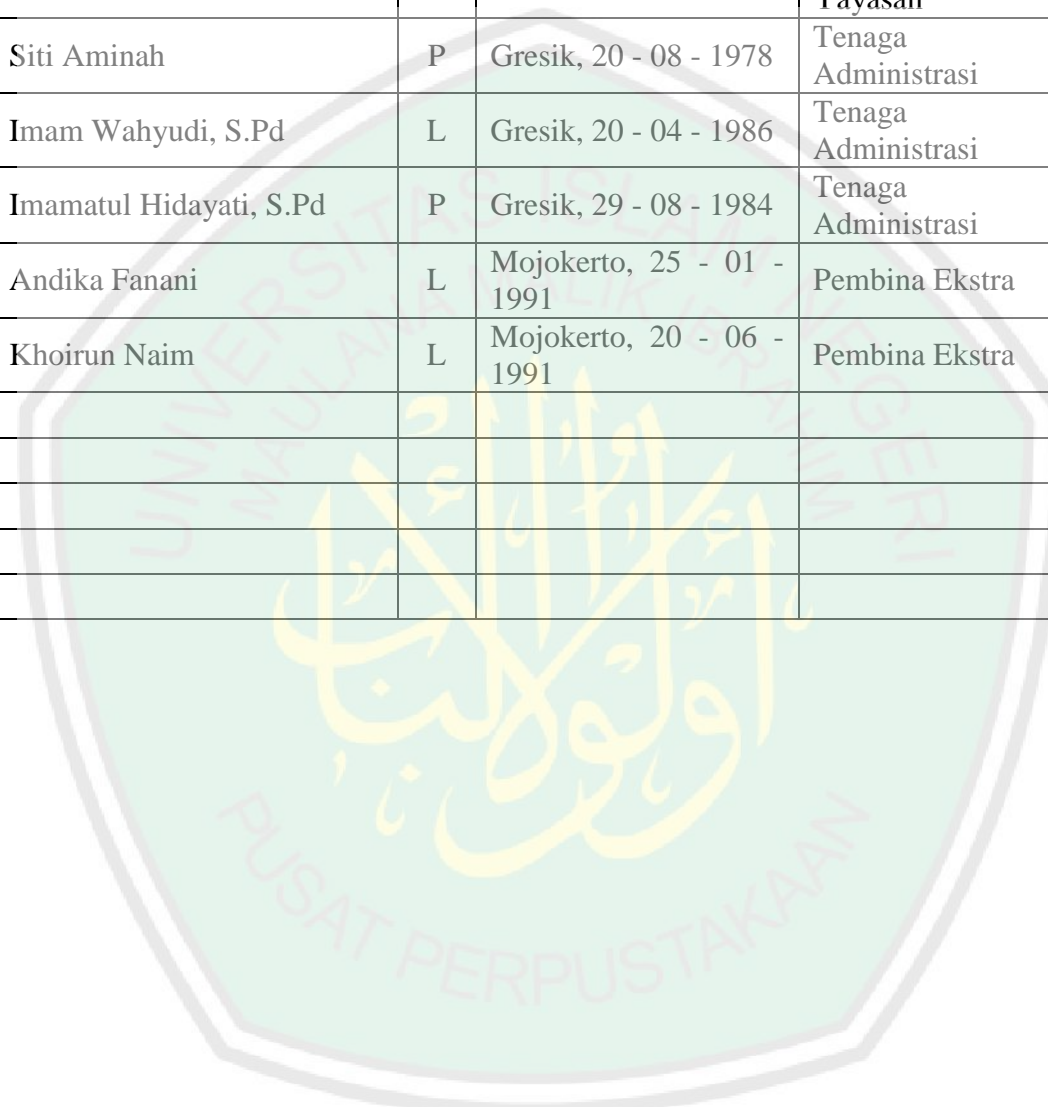 Yayasan
Siti Aminah P Gresik, 20 - 08 - 1978 Tenaga
Administrasi
Imam Wahyudi, S.Pd L Gresik, 20 - 04 - 1986 Tenaga
Administrasi
Imamatul Hidayati, S.Pd P Gresik, 29 - 08 - 1984 Tenaga
Administrasi
Andika Fanani L Mojokerto, 25 - 01 - Pembina Ekstra
1991
Khoirun Naim L Mojokerto, 20 - 06 - Pembina Ekstra
1991
UNIVERSITAS ISLAM NEGERI
MAULANA MALIK IBRAHIM
أولو الألباب
PUSAT PERPUSTAKAAN